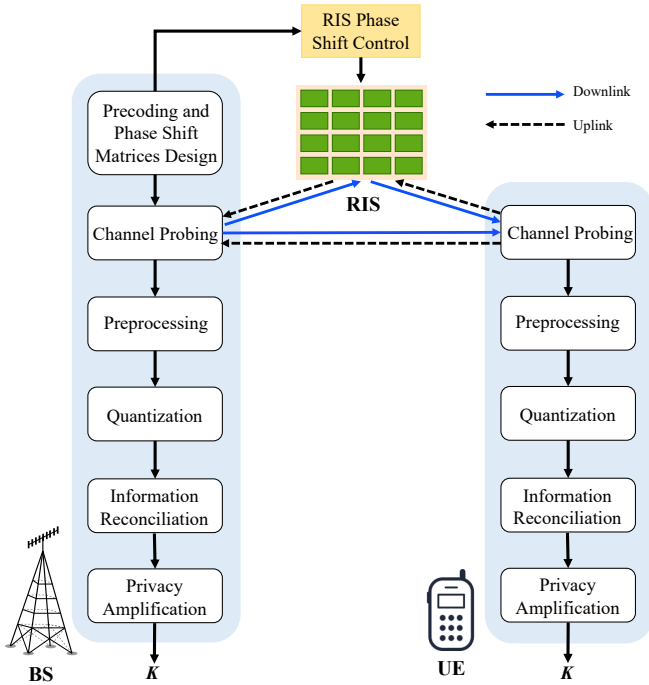 RIS Phase
Shift Control
Precoding and
Phase Shift
Matrices Design
Downlink
Uplink
RIS
Channel Probing
Channel Probing
Preprocessing
Preprocessing
Quantization
Quantization
Information
Reconciliation
Information
Reconciliation
Privacy
Amplification
Privacy
Amplification
BS
K
UE
K